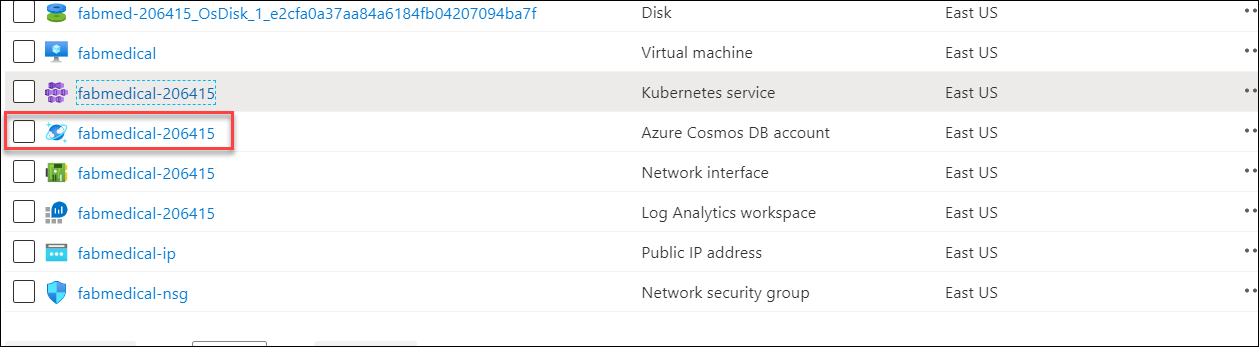 fabmed-206415_OsDisk_1_e2cfa0a37aa84a6184fb04207094ba7f Disk East US
fabmedical Virtual machine East US
fabmedical-206415 Kubernetes service East US
fabmedical-206415 Azure Cosmos DB account East US
fabmedical-206415 Network interface East US
fabmedical-206415 Log Analytics workspace East US
fabmedical-ip Public IP address East US
fabmedical-nsg Network security group East US